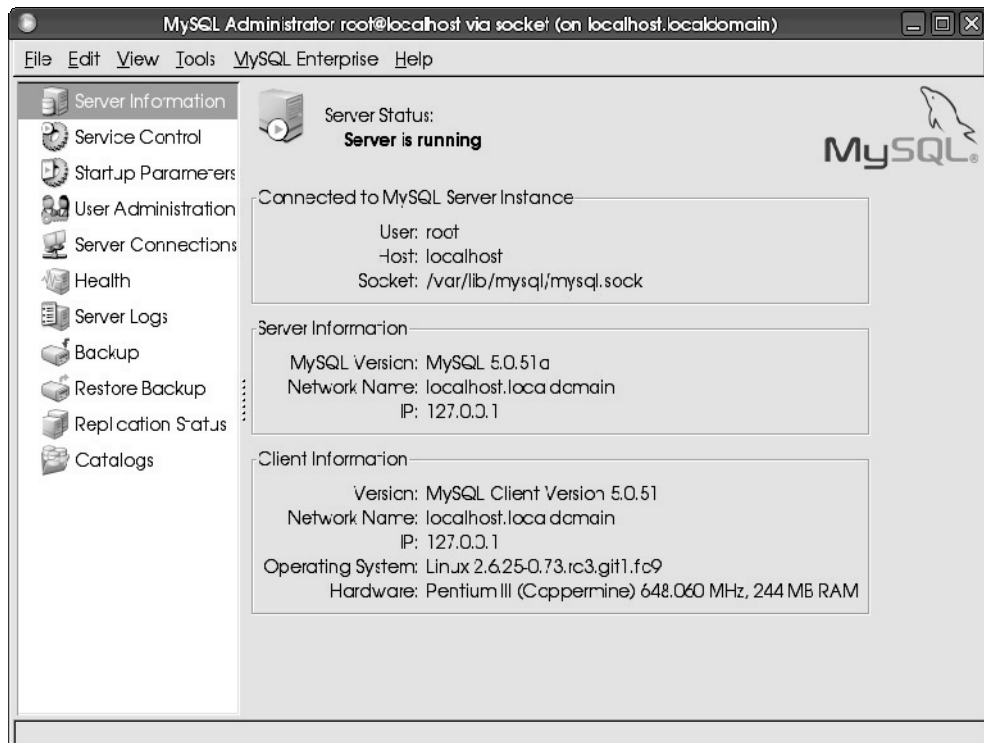 MySQL Administrator root@localhost via socket (on localhost.localdomain)
File Edit View Tools MySQL Enterprise Help
Server Information
Service Control
Startup Parameters
User Administration
Server Connections
Health
Server Logs
Backup
Restore Backup
Replication Status
Catalogs
Server Status:
Server is running
MySQL®
Connected to MySQL Server Instance
User: root
Host: localhost
Socket: /var/lib/mysql/mysql.sock
Server Information
MySQL Version: MySQL 5.0.51a
Network Name: localhost.localdomain
IP: 127.0.0.1
Client Information
Version: MySQL Client Version 5.0.51
Network Name: localhost.localdomain
IP: 127.0.0.1
Operating System: Linux 2.6.25-0.73.rc3.git1.fc9
Hardware: Pentium III (Coppermine) 648.060 MHz, 244 MB RAM